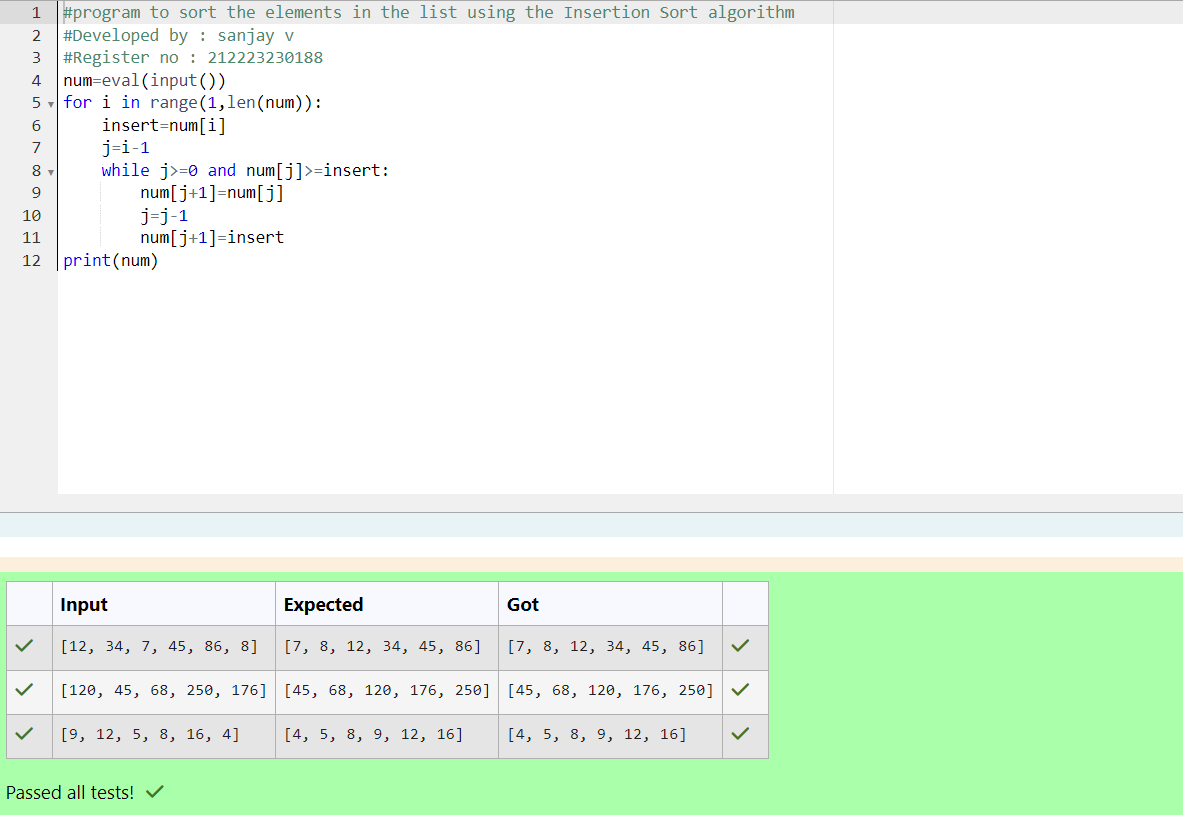 1 #program to sort the elements in the list using the Insertion Sort algorithm
2 #Developed by : sanjay v
3 #Register no : 212223230188
4 num=eval(input())
5 for i in range(1,len(num)):
6     insert=num[i]
7     j=i-1
8     while j>=0 and num[j]>=insert:
9         num[j+1]=num[j]
10         j=j-1
11         num[j+1]=insert
12 print(num)
Input Expected Got
[12, 34, 7, 45, 86, 8] [7, 8, 12, 34, 45, 86] [7, 8, 12, 34, 45, 86]
[120, 45, 68, 250, 176] [45, 68, 120, 176, 250] [45, 68, 120, 176, 250]
[9, 12, 5, 8, 16, 4] [4, 5, 8, 9, 12, 16] [4, 5, 8, 9, 12, 16]
Passed all tests!